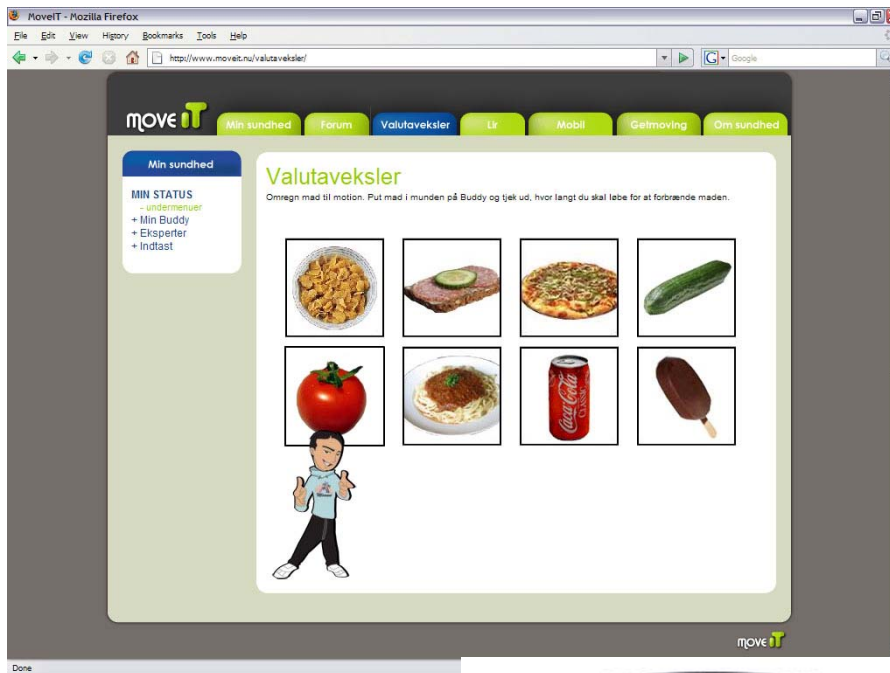 MoveIT - Mozilla Firefox
File Edit View History Bookmarks Tools Help
http://www.moveit.nu/valutaveksler/
Google
move iT
Min sundhed Forum Valutaveksler Lir Mobil Getmoving Om sundhed
Min sundhed
MIN STATUS
- undermenuer
+ Min Buddy
+ Eksperter
+ Indtast
Valutaveksler
Omregn mad til motion. Put mad i munden på Buddy og tjek ud, hvor langt du skal løbe for at forbrænde maden.
Coca-Cola
CLASSIC
move iT
Done